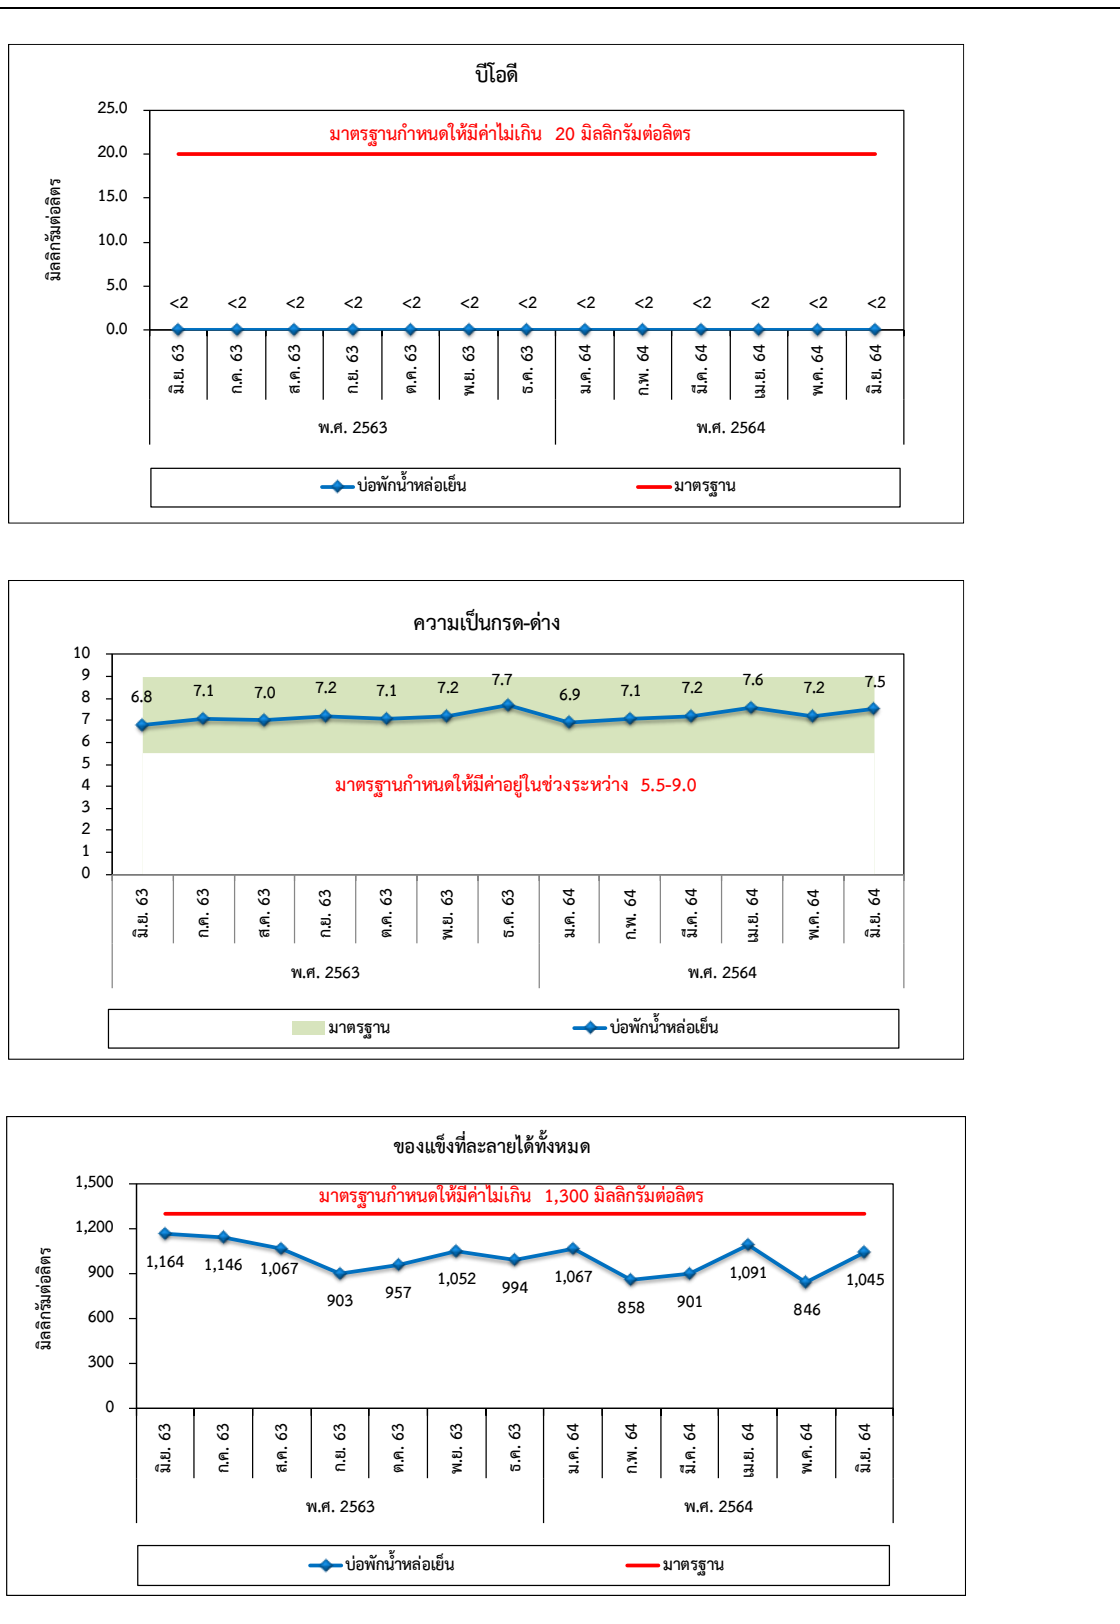 บีโอดี
มาตรฐานกำหนดให้มีค่าไม่เกิน 20 มิลลิกรัมต่อลิตร
มิลลิกรัมต่อลิตร
25.0
20.0
15.0
10.0
5.0
0.0
<2 <2 <2 <2 <2 <2 <2 <2 <2 <2 <2 <2 <2
มิ.ย. 63 ก.ค. 63 ส.ค. 63 ก.ย. 63 ต.ค. 63 พ.ย. 63 ธ.ค. 63 ม.ค. 64 ก.พ. 64 มี.ค. 64 เม.ย. 64 พ.ค. 64 มิ.ย. 64
พ.ศ. 2563 พ.ศ. 2564
บ่อพักน้ำหล่อเย็น มาตรฐาน
ความเป็นกรด-ด่าง
10
9
8
7
6
5
4
3
2
1
0
6.8 7.1 7.0 7.2 7.1 7.2 7.7 6.9 7.1 7.2 7.6 7.2 7.5
มาตรฐานกำหนดให้มีค่าอยู่ในช่วงระหว่าง 5.5-9.0
มิ.ย. 63 ก.ค. 63 ส.ค. 63 ก.ย. 63 ต.ค. 63 พ.ย. 63 ธ.ค. 63 ม.ค. 64 ก.พ. 64 มี.ค. 64 เม.ย. 64 พ.ค. 64 มิ.ย. 64
พ.ศ. 2563 พ.ศ. 2564
มาตรฐาน บ่อพักน้ำหล่อเย็น
ของแข็งที่ละลายได้ทั้งหมด
มาตรฐานกำหนดให้มีค่าไม่เกิน 1,300 มิลลิกรัมต่อลิตร
มิลลิกรัมต่อลิตร
1,500
1,200
900
600
300
0
1,164 1,146 1,067 903 957 1,052 994 1,067 858 901 1,091 846 1,045
มิ.ย. 63 ก.ค. 63 ส.ค. 63 ก.ย. 63 ต.ค. 63 พ.ย. 63 ธ.ค. 63 ม.ค. 64 ก.พ. 64 มี.ค. 64 เม.ย. 64 พ.ค. 64 มิ.ย. 64
พ.ศ. 2563 พ.ศ. 2564
บ่อพักน้ำหล่อเย็น มาตรฐาน